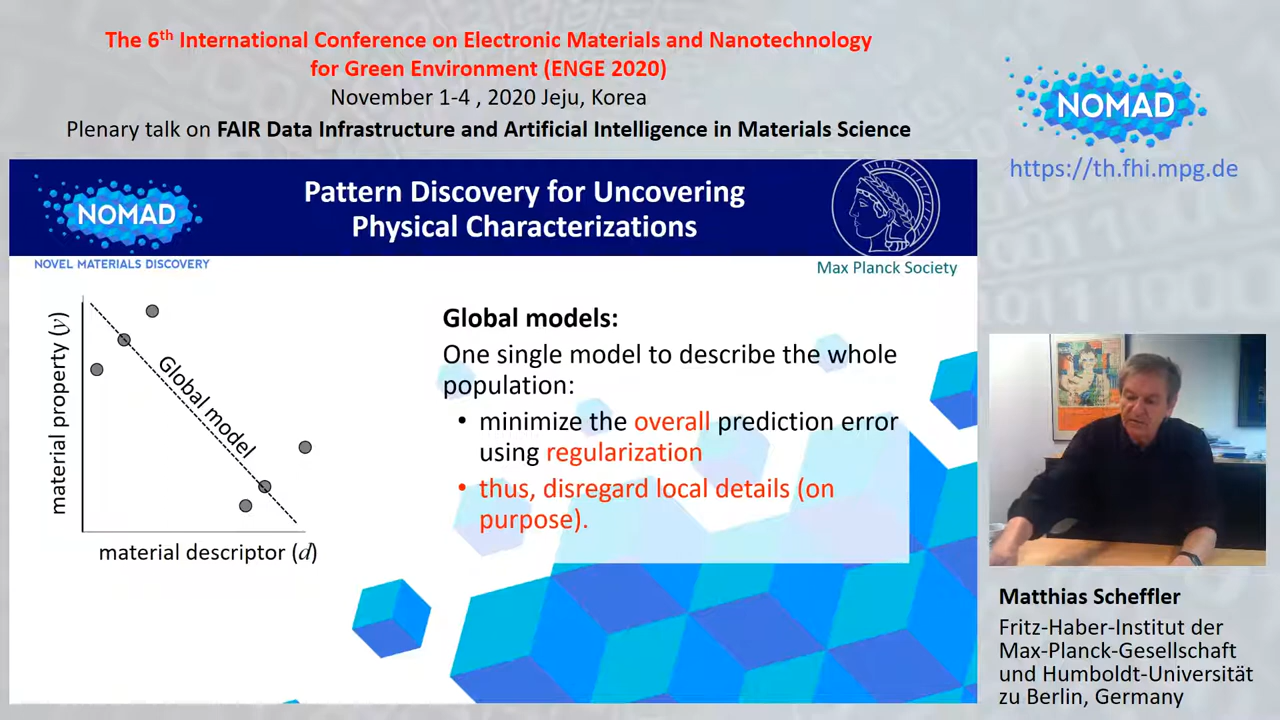 The 6th International Conference on Electronic Materials and Nanotechnology
for Green Environment (ENGE 2020)
November 1-4 , 2020 Jeju, Korea
Plenary talk on FAIR Data Infrastructure and Artificial Intelligence in Materials Science
NOMAD
https://th.fhi.mpg.de
NOMAD
NOVEL MATERIALS DISCOVERY
Pattern Discovery for Uncovering
Physical Characterizations
Max Planck Society
material property (y)
Global model
material descriptor (d)
Global models:
One single model to describe the whole
population:
• minimize the overall prediction error
using regularization
• thus, disregard local details (on
purpose).
Matthias Scheffler
Fritz-Haber-Institut der
Max-Planck-Gesellschaft
und Humboldt-Universität
zu Berlin, Germany